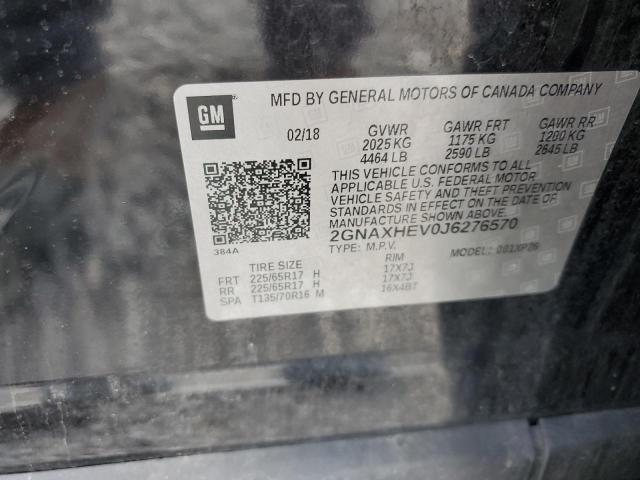 GM
MFD BY GENERAL MOTORS OF CANADA COMPANY
02/18 GVWR GAWR FRT GAWR RR
2025 KG 1175 KG 1200 KG
4464 LB 2590 LB 2645 LB
THIS VEHICLE CONFORMS TO ALL
APPLICABLE U.S. FEDERAL MOTOR
VEHICLE SAFETY AND THEFT PREVENTION
STANDARDS IN EFFECT ON THE DATE OF
MANUFACTURE SHOWN ABOVE.
2GNAXHEV0J6276570
384A
TYPE: M.P.V. MODEL:
TIRE SIZE RIM
FRT 225/65R17 H 17X7J
RR 225/65R17 H 17X7J
SPA T135/70R16 M 16X4BT